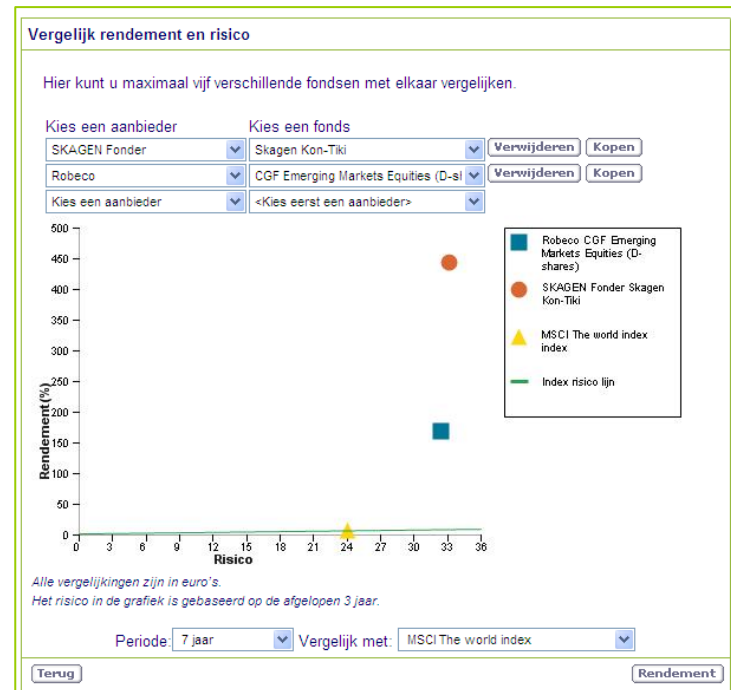 Vergelijk rendement en risico
Hier kunt u maximaal vijf verschillende fondsen met elkaar vergelijken.
Kies een aanbieder Kies een fonds
SKAGEN Fonder Skagen Kon-Tiki Verwijderen Kopen
Robeco CGF Emerging Markets Equities (D-sl Verwijderen Kopen
Kies een aanbieder <Kies eerst een aanbieder>
500
450
400
350
300
250
200
150
100
50
0
Rendement (%)
0 3 6 9 12 15 18 21 24 27 30 33 36
Risico
Robeco CGF Emerging
Markets Equities (D-
shares)
SKAGEN Fonder Skagen
Kon-Tiki
MSCI The world index
index
Index risico lijn
Alle vergelijkingen zijn in euro's.
Het risico in de grafiek is gebaseerd op de afgelopen 3 jaar.
Periode: 7 jaar Vergelijk met: MSCI The world index
Terug Rendement